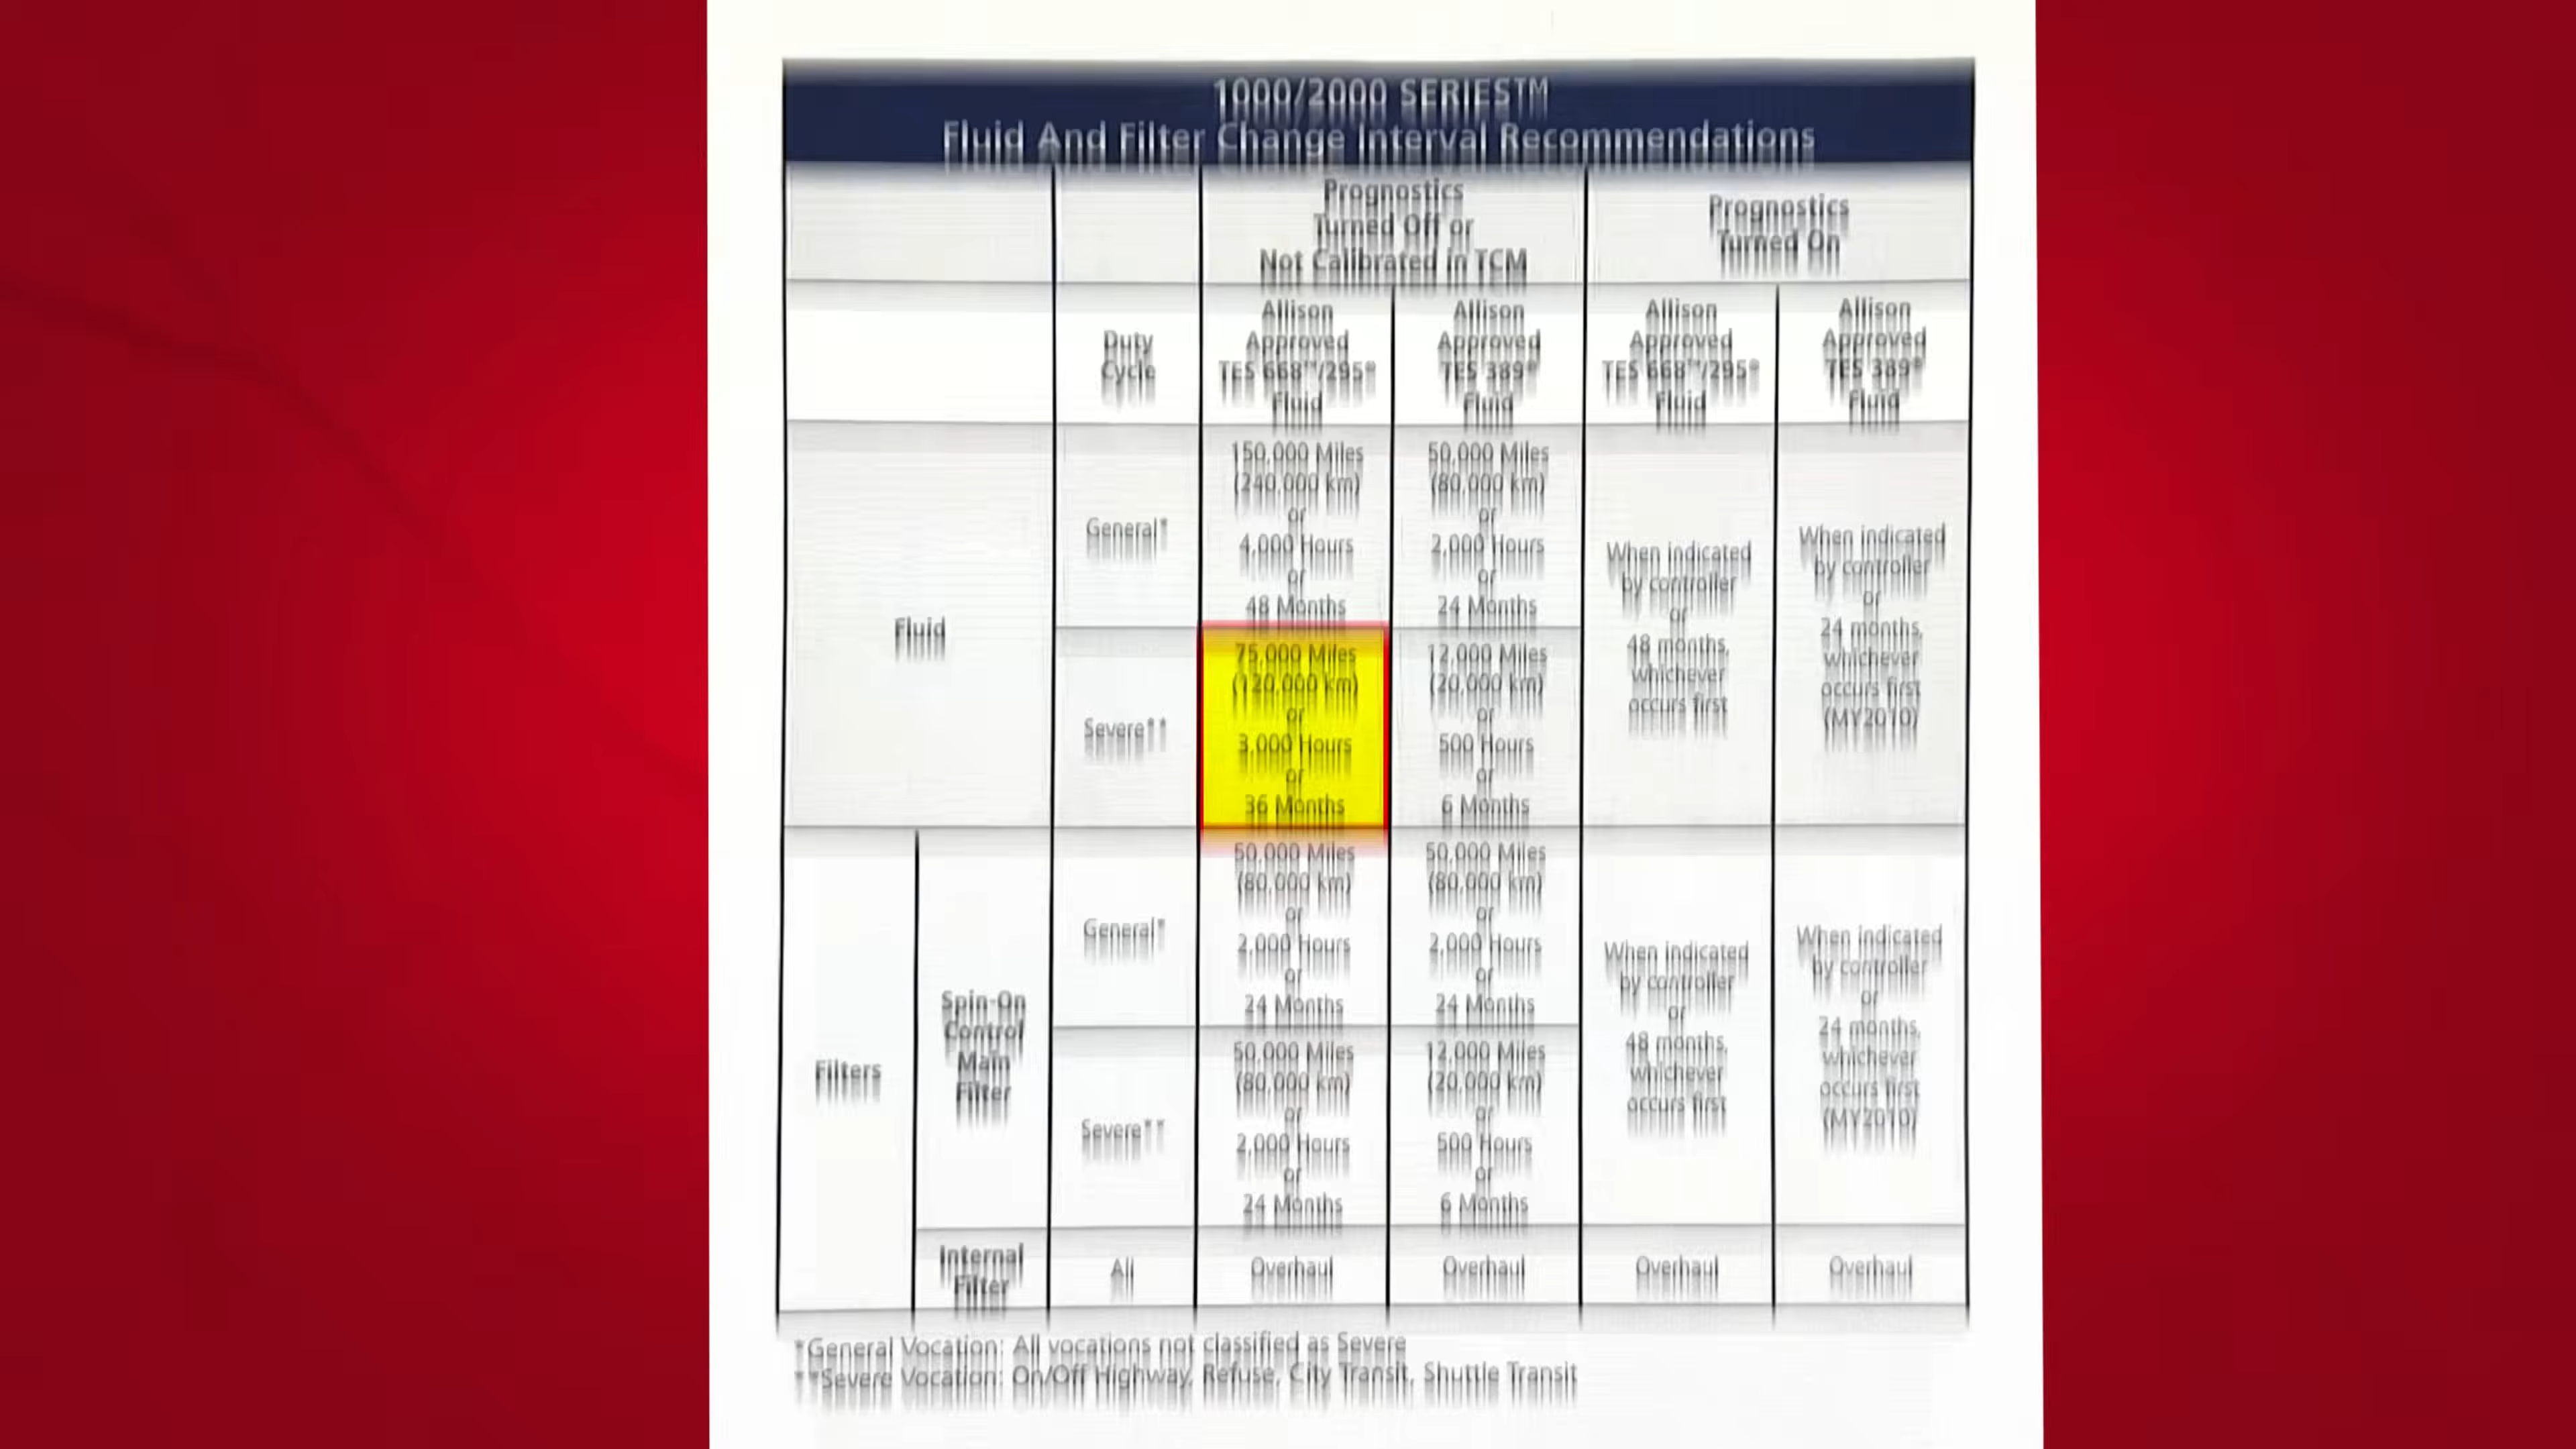 1000/2000 SERIES™
Fluid And Filter Change Interval Recommendations
Prognostics
Turned Off or
Not Calibrated in TCM
Prognostics
Turned On
Duty
Cycle
Allison
Approved
TES 668™/295®
Fluid
Allison
Approved
TES 389®
Fluid
Allison
Approved
TES 668™/295®
Fluid
Allison
Approved
TES 389®
Fluid
Fluid
General*
150,000 Miles
(240,000 km)
or
4,000 Hours
or
48 Months
50,000 Miles
(80,000 km)
or
2,000 Hours
or
24 Months
When indicated
by controller
or
48 months,
whichever
occurs first
When indicated
by controller
or
24 months,
whichever
occurs first
(MY2010)
Severe**
75,000 Miles
(120,000 km)
or
3,000 Hours
or
36 Months
12,000 Miles
(20,000 km)
or
500 Hours
or
6 Months
Filters
Spin-On
Control
Main
Filter
General*
50,000 Miles
(80,000 km)
or
2,000 Hours
or
24 Months
50,000 Miles
(80,000 km)
or
2,000 Hours
or
24 Months
When indicated
by controller
or
48 months,
whichever
occurs first
When indicated
by controller
or
24 months,
whichever
occurs first
(MY2010)
Severe**
50,000 Miles
(80,000 km)
or
2,000 Hours
or
24 Months
12,000 Miles
(20,000 km)
or
500 Hours
or
6 Months
Internal
Filter
All
Overhaul
Overhaul
Overhaul
Overhaul
*General Vocation: All vocations not classified as Severe
**Severe Vocation: On/Off Highway, Refuse, City Transit, Shuttle Transit